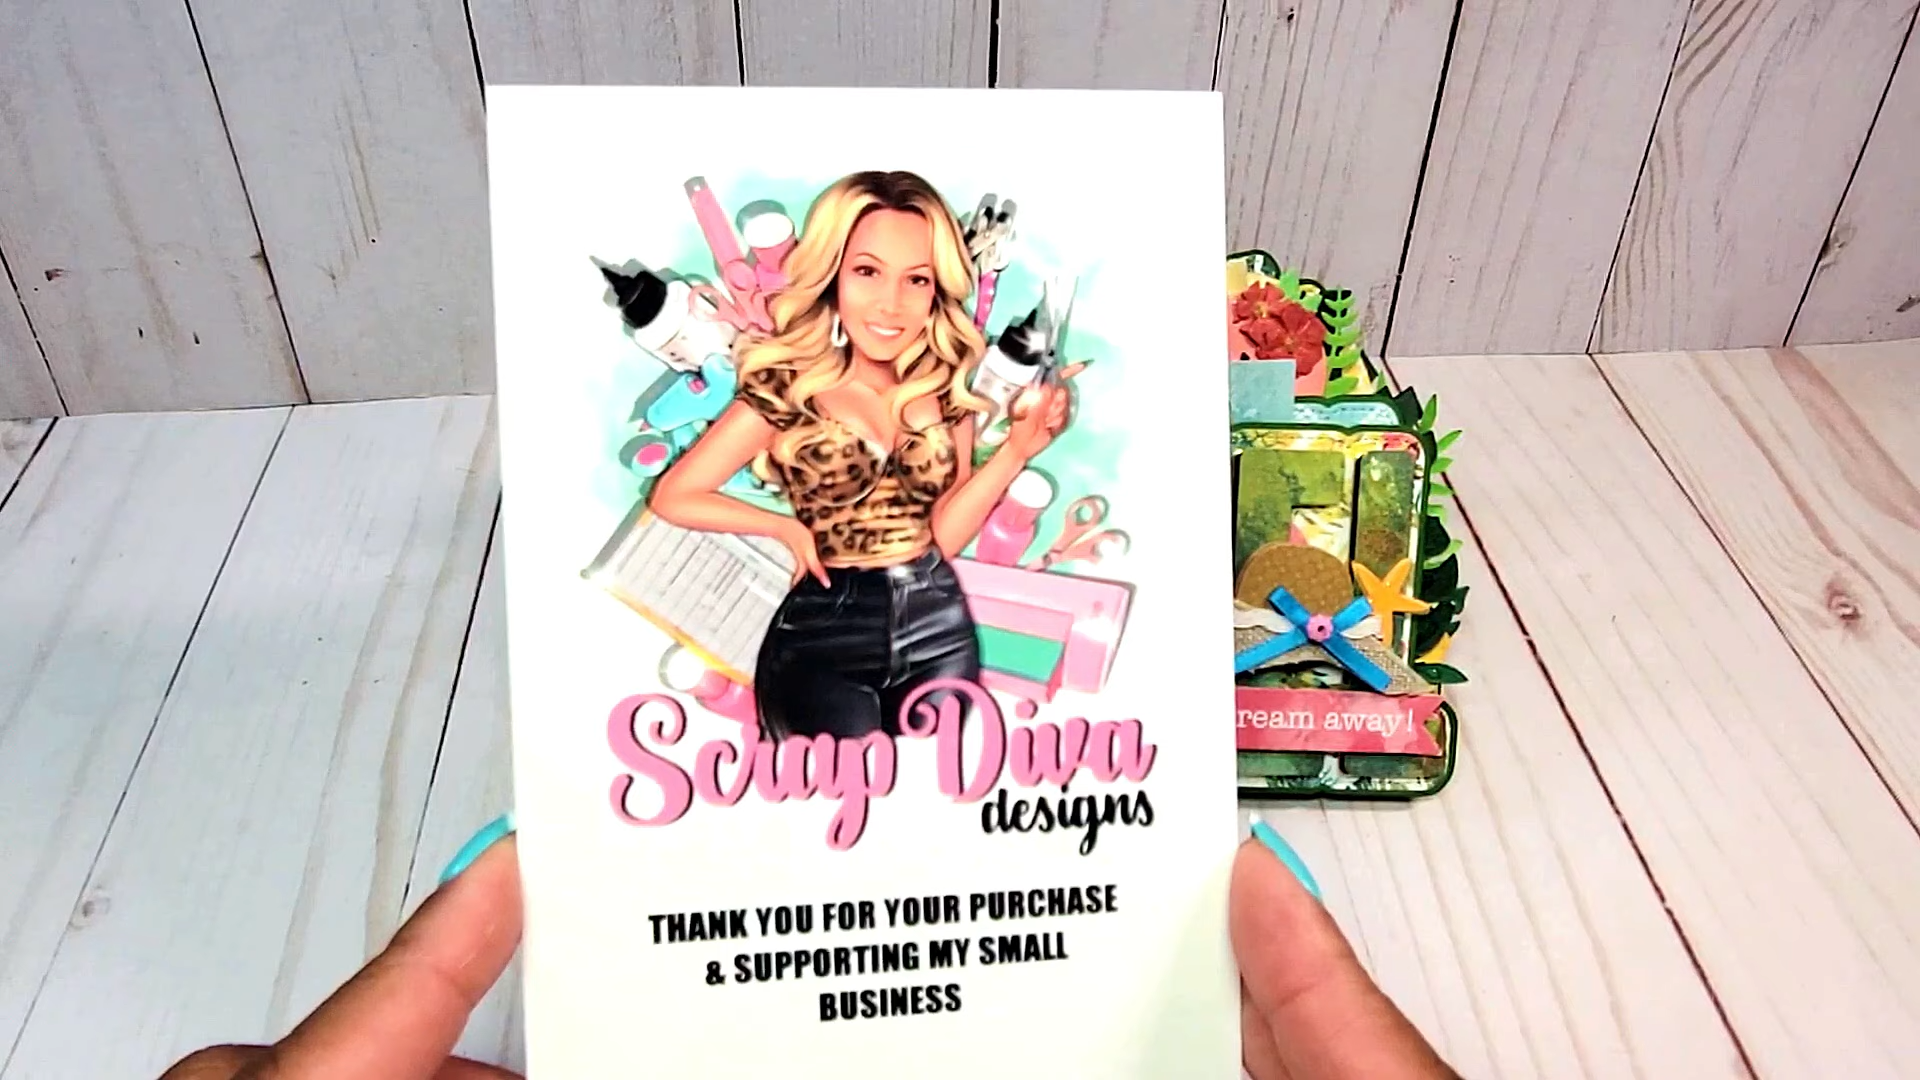 Scrap Diva
designs
THANK YOU FOR YOUR PURCHASE
& SUPPORTING MY SMALL
BUSINESS
ream away!